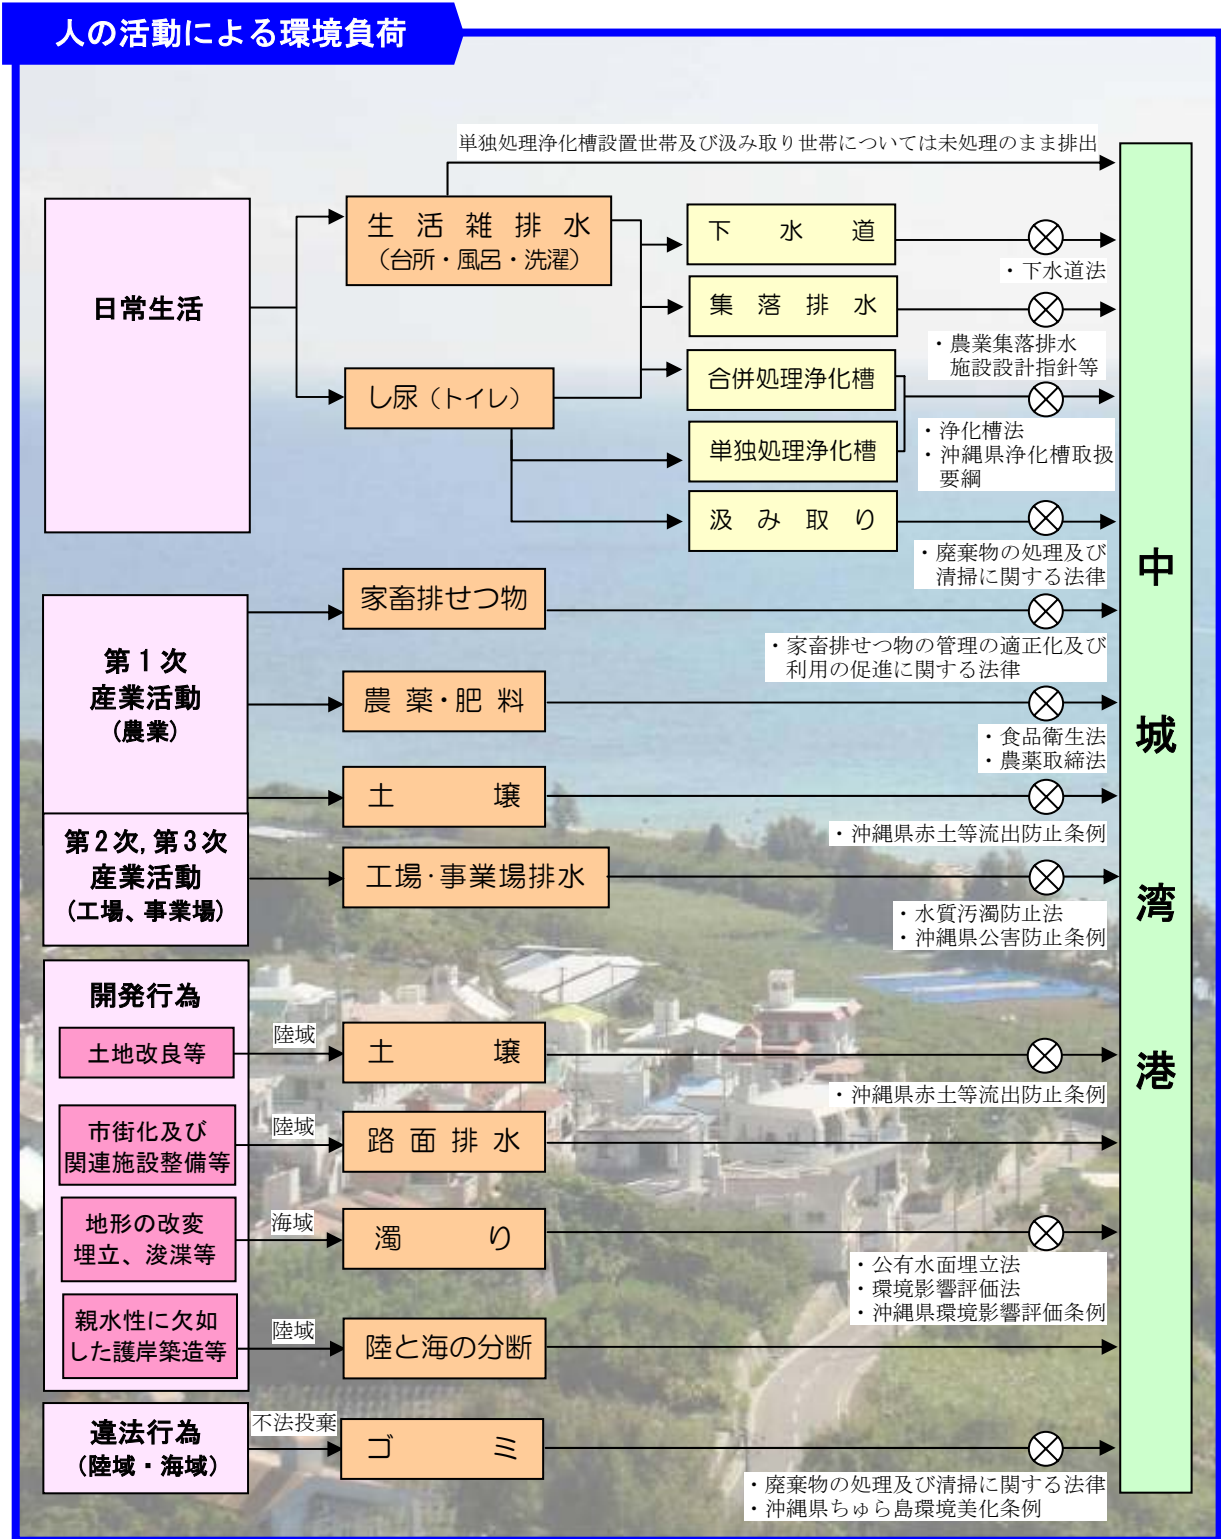 人の活動による環境負荷
単独処理浄化槽設置世帯及び汲み取り世帯については未処理のまま排出
日常生活
生活雑排水
（台所・風呂・洗濯）
し尿（トイレ）
下水道
・下水道法
集落排水
・農業集落排水
施設設計指針等
合併処理浄化槽
単独処理浄化槽
・浄化槽法
・沖縄県浄化槽取扱
要綱
汲み取り
・廃棄物の処理及び
清掃に関する法律
第１次
産業活動
(農業)
家畜排せつ物
・家畜排せつ物の管理の適正化及び
利用の促進に関する法律
農薬・肥料
・食品衛生法
・農薬取締法
土壌
・沖縄県赤土等流出防止条例
第２次,第３次
産業活動
(工場、事業場)
工場・事業場排水
・水質汚濁防止法
・沖縄県公害防止条例
開発行為
土地改良等
陸域
土壌
・沖縄県赤土等流出防止条例
市街化及び
関連施設整備等
陸域
路面排水
地形の改変
埋立、浚渫等
海域
濁り
・公有水面埋立法
・環境影響評価法
・沖縄県環境影響評価条例
親水性に欠如
した護岸築造等
陸域
陸と海の分断
違法行為
(陸域・海域)
不法投棄
ゴミ
・廃棄物の処理及び清掃に関する法律
・沖縄県ちゅら島環境美化条例
中城湾港